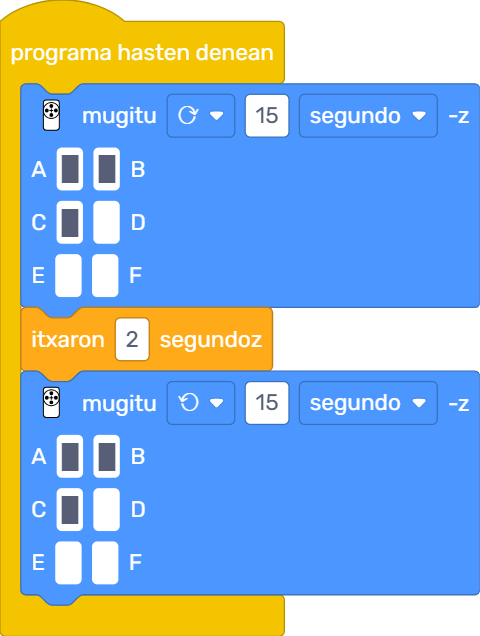 programa hasten denean
mugitu 15 segundo -z
A B
C D
E F
itxaron 2 segundoz
mugitu 15 segundo -z
A B
C D
E F